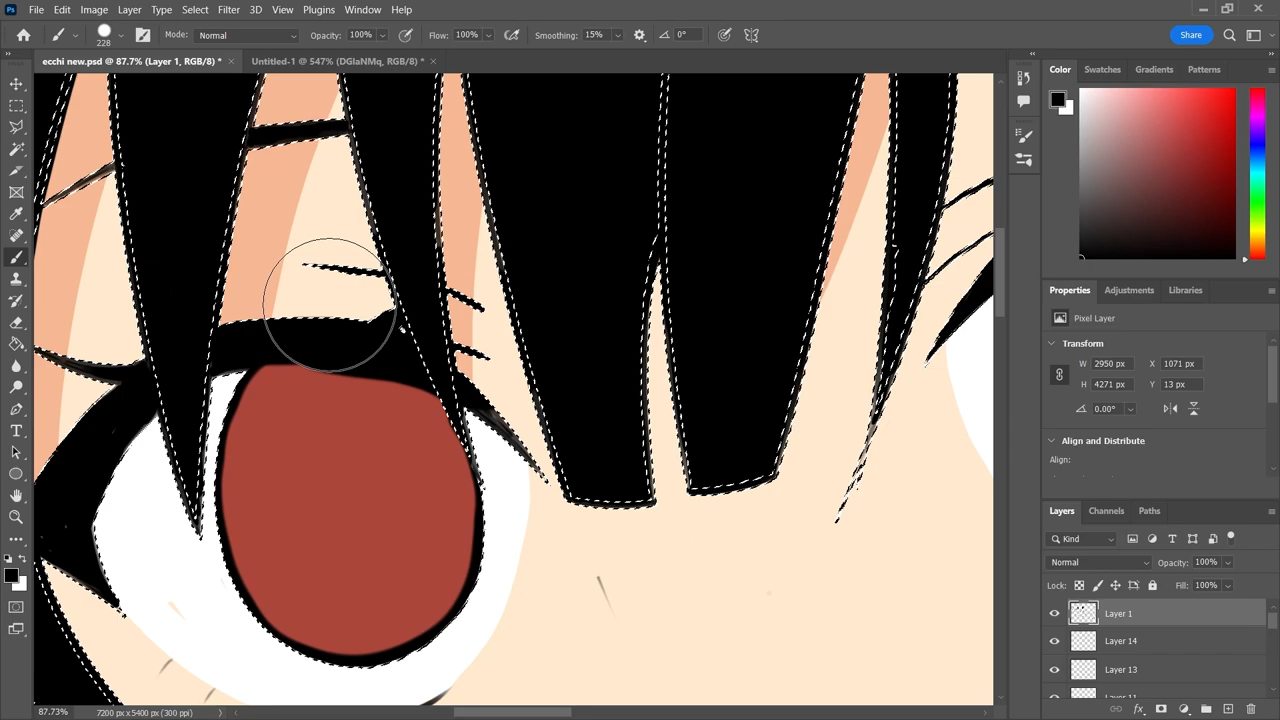 Ps File Edit Image Layer Type Select Filter 3D View Plugins Window Help
228 Mode: Normal Opacity: 100% Flow: 100% Smoothing: 15% 0° Share
ecchi new.psd @ 87.7% (Layer 1, RGB/8) * × Untitled-1 @ 547% (DGlaNMq, RGB/8) * ×
Color Swatches Gradients Patterns
Properties Adjustments Libraries
Pixel Layer
Transform
W 2950 px X 1071 px
H 4271 px Y 13 px
0.00°
Align and Distribute
Align:
Layers Channels Paths
Kind
Normal Opacity: 100%
Lock: Fill: 100%
Layer 1
Layer 14
Layer 13
Layer 11
87.73% 7200 px x 5400 px (300 ppi)